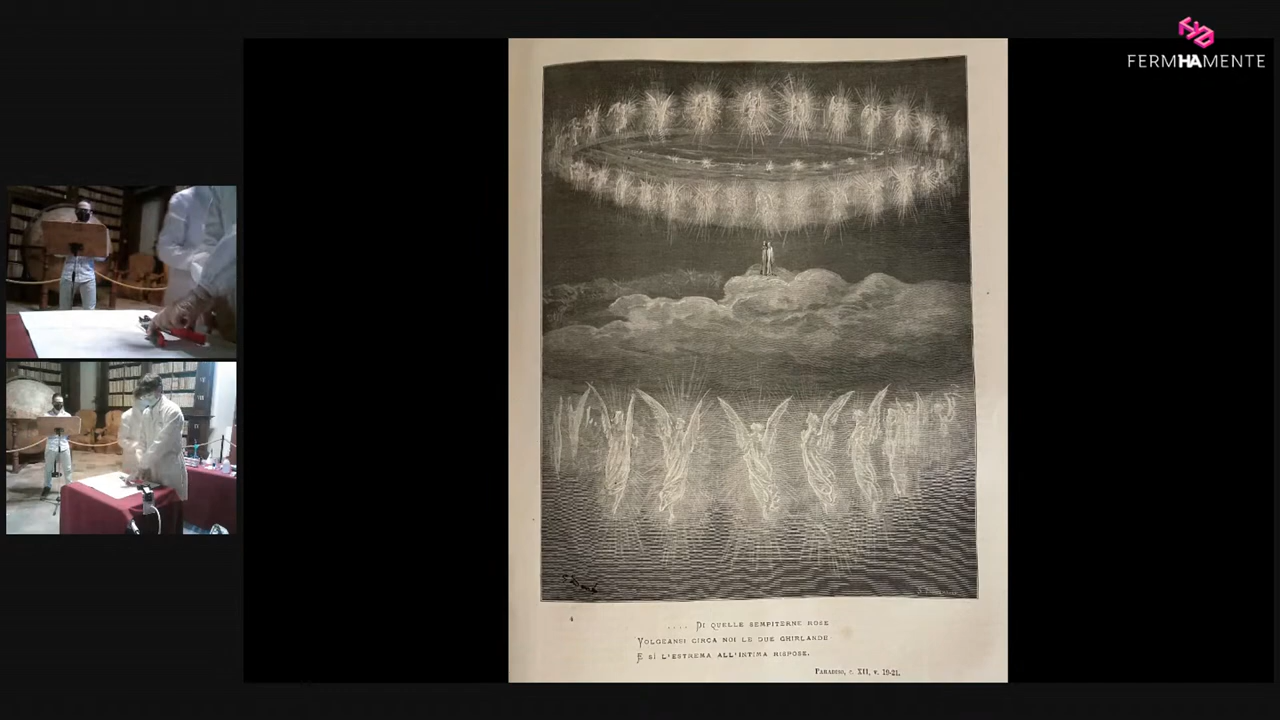 FERMHAMENTE
.... DI QUELLE SEMPITERNE ROSE
VOLGEANSI CIRCA NOI LE DUE GHIRLANDE
E SÌ L'ESTREMA ALL'INTIMA RISPOSE.
PARADISO, c. XII, v. 19-21.